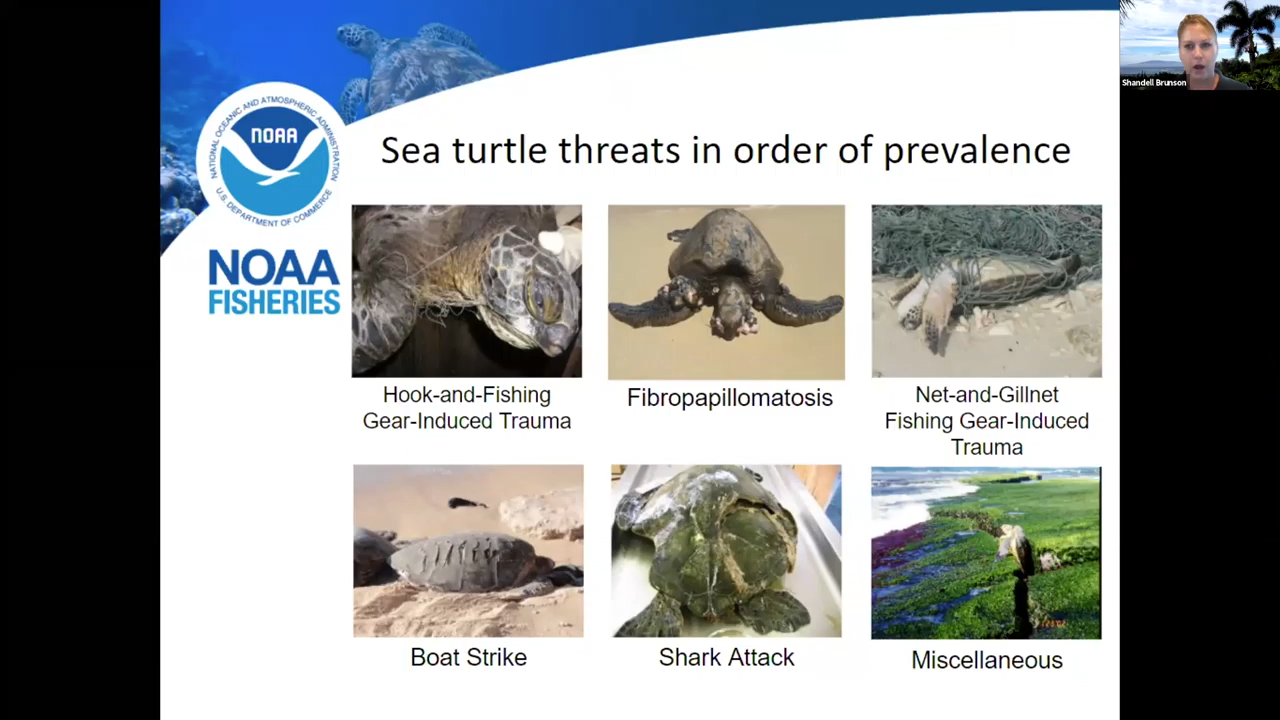 Shandell Brunson
NATIONAL OCEANIC AND ATMOSPHERIC ADMINISTRATION
NOAA
U.S. DEPARTMENT OF COMMERCE
NOAA
FISHERIES
Sea turtle threats in order of prevalence
Hook-and-Fishing
Gear-Induced Trauma
Fibropapillomatosis
Net-and-Gillnet
Fishing Gear-Induced
Trauma
Boat Strike
Shark Attack
Miscellaneous